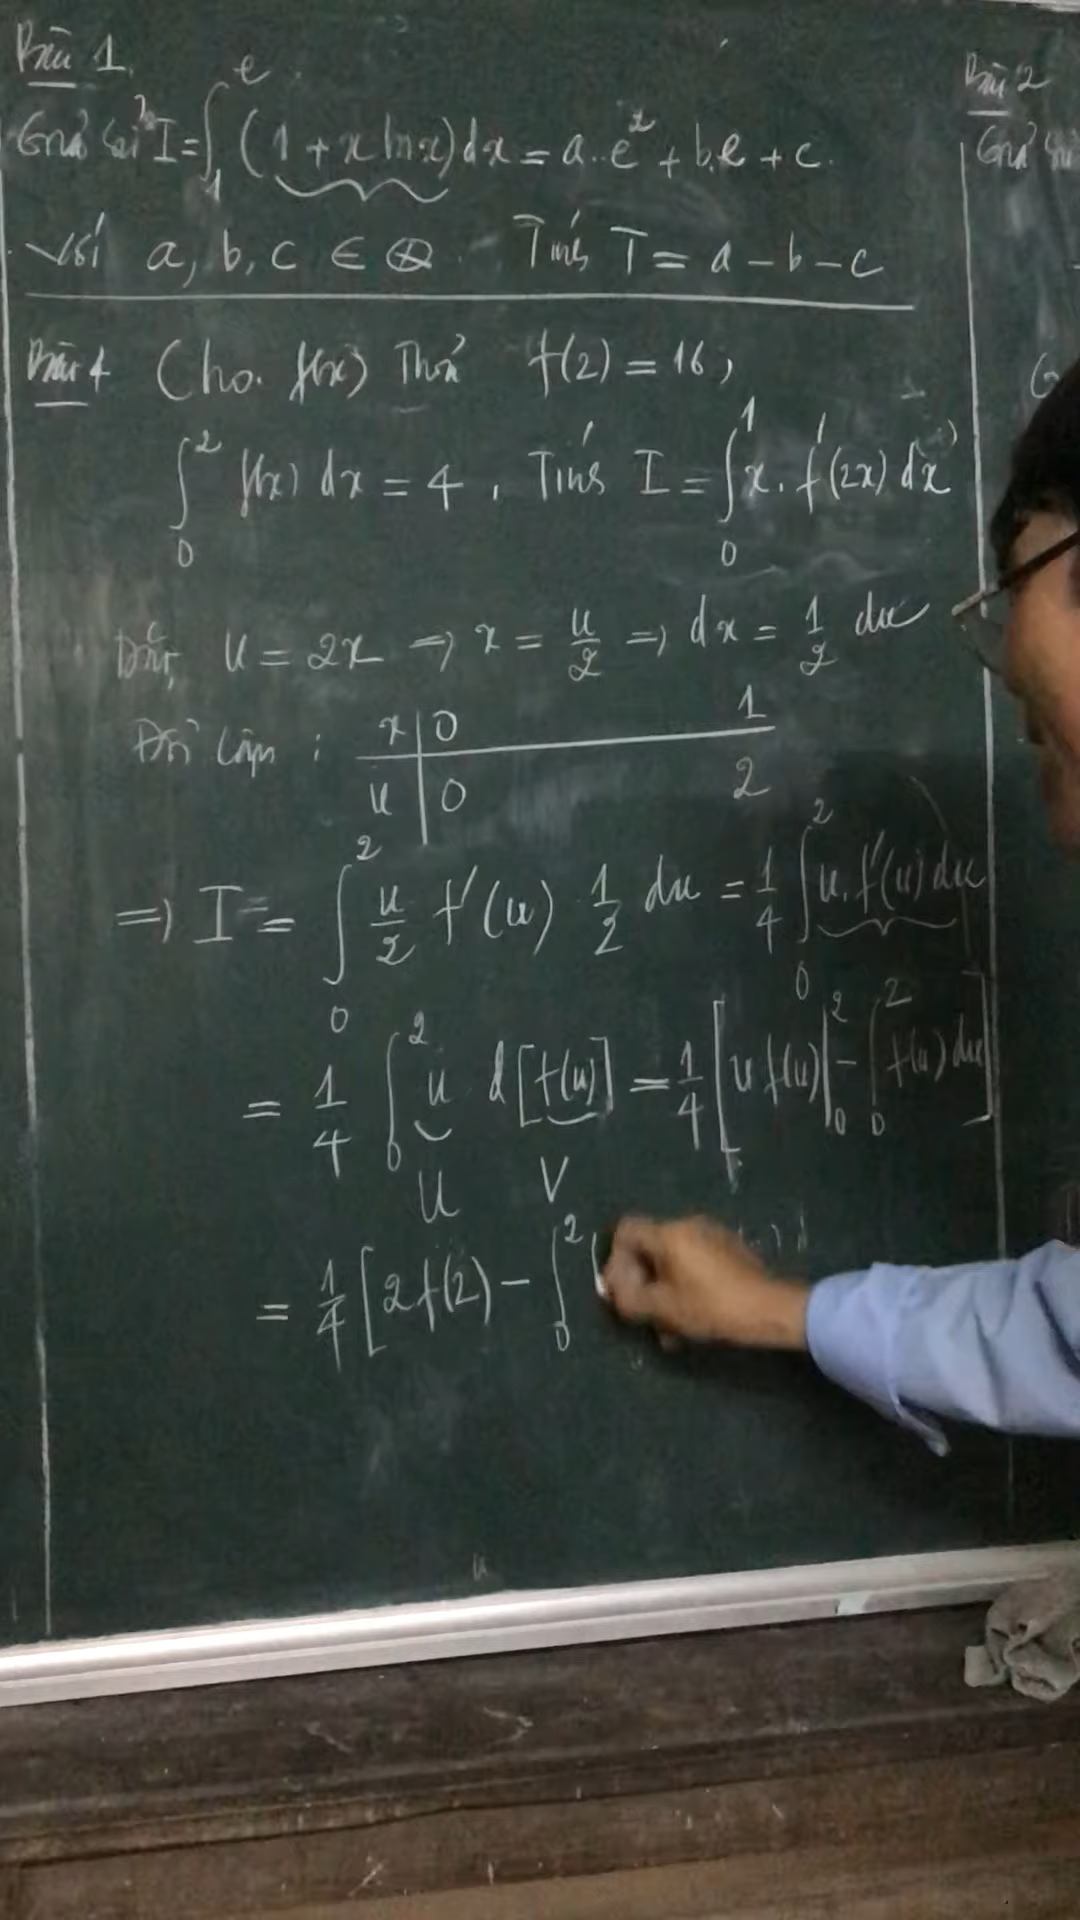 Bài 1
Giả sử I = ∫₁ᵉ (1 + x ln x) dx = a.e² + b.e + c.
với a, b, c ∈ Q. Tính T = a - b - c
Bài 4 Cho f(x) Thoả f(2) = 16,
∫₀² f(x) dx = 4, Tính I = ∫₀¹ x. f'(2x) dx
Đặt u = 2x ⇒ x = u/2 ⇒ dx = 1/2 du
Đổi cận :
x | 0 1
u | 0 2
⇒ I = ∫₀² u/2 f'(u) . 1/2 du = 1/4 ∫₀² u. f'(u) du
= 1/4 ∫₀² u d[f(u)] = 1/4 [u f(u)|₀² - ∫₀² f(u) du]
U V
= 1/4 [2 f(2) - ∫₀²
Bài 2
Giả sử